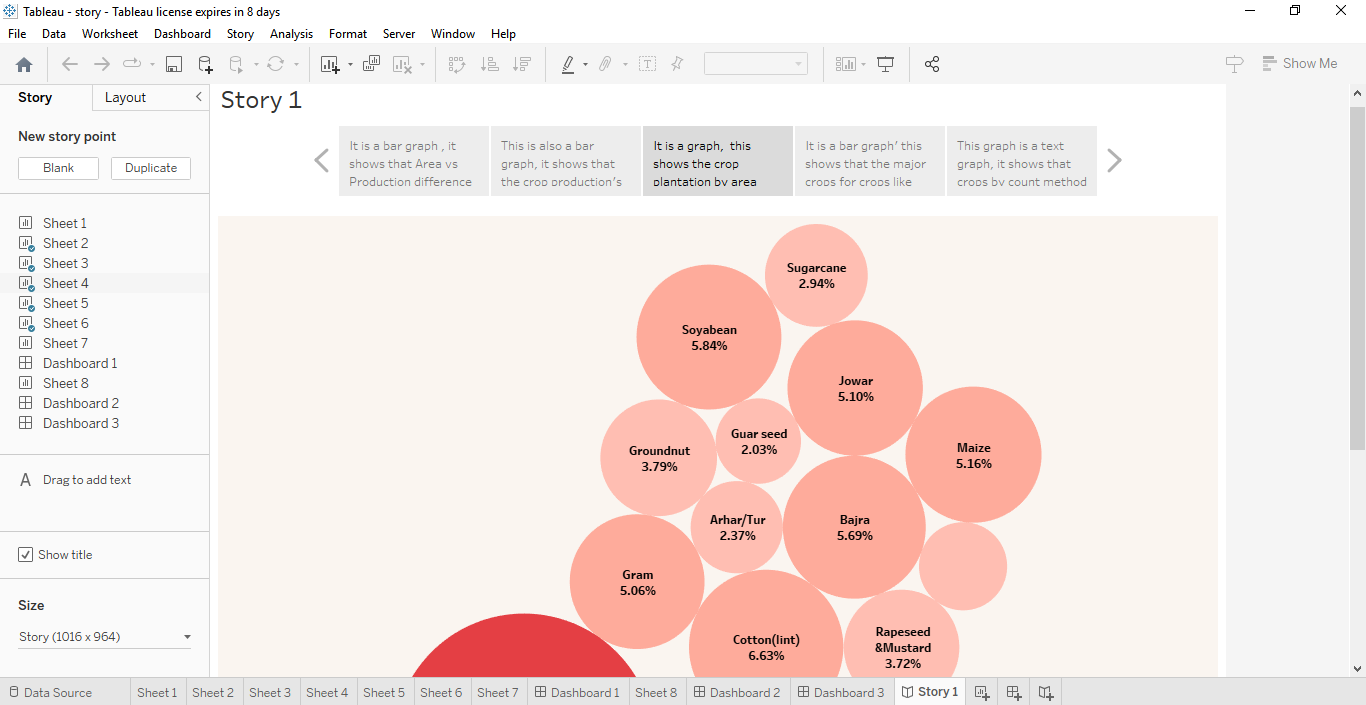 Tableau - story - Tableau license expires in 8 days
File Data Worksheet Dashboard Story Analysis Format Server Window Help
Show Me
Story Layout
New story point
Blank Duplicate
Sheet 1
Sheet 2
Sheet 3
Sheet 4
Sheet 5
Sheet 6
Sheet 7
Dashboard 1
Sheet 8
Dashboard 2
Dashboard 3
A Drag to add text
Show title
Size
Story (1016 x 964)
Story 1
It is a bar graph , it
shows that Area vs
Production difference
This is also a bar
graph, it shows that
the crop production's
It is a graph, this
shows the crop
plantation by area
It is a bar graph' this
shows that the major
crops for crops like
This graph is a text
graph, it shows that
crops by count method
Sugarcane
2.94%
Soyabean
5.84%
Jowar
5.10%
Maize
5.16%
Guar seed
2.03%
Groundnut
3.79%
Arhar/Tur
2.37%
Bajra
5.69%
Gram
5.06%
Cotton(lint)
6.63%
Rapeseed
&Mustard
3.72%
Data Source Sheet 1 Sheet 2 Sheet 3 Sheet 4 Sheet 5 Sheet 6 Sheet 7 Dashboard 1 Sheet 8 Dashboard 2 Dashboard 3 Story 1